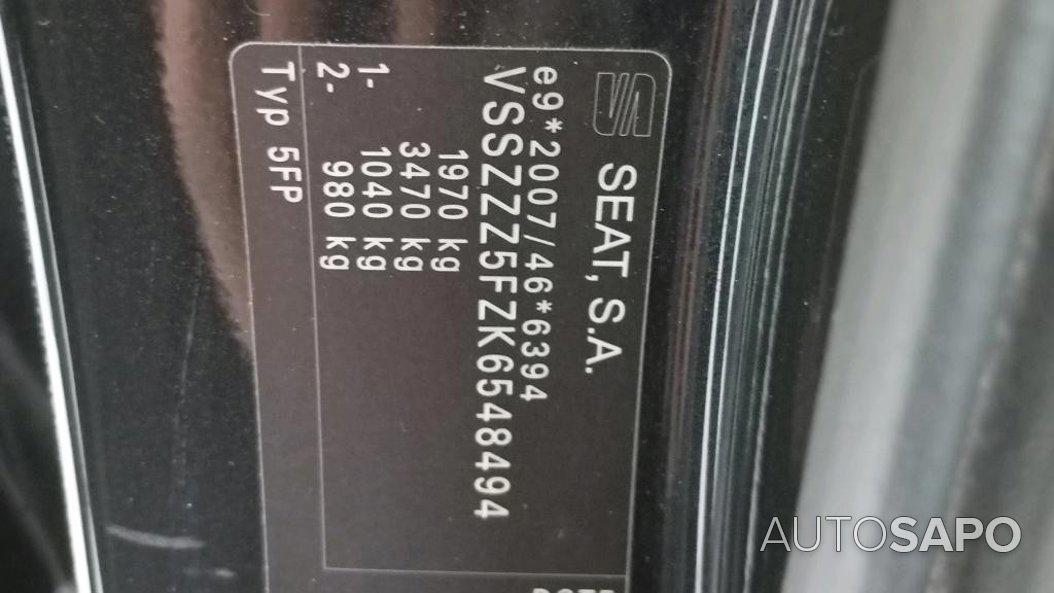 SEAT, S.A.
e9*2007/46*6394
VSSZZZ5FZK6548494
1970 kg
3470 kg
1- 1040 kg
2- 980 kg
Typ 5FP
AUTOSAPO